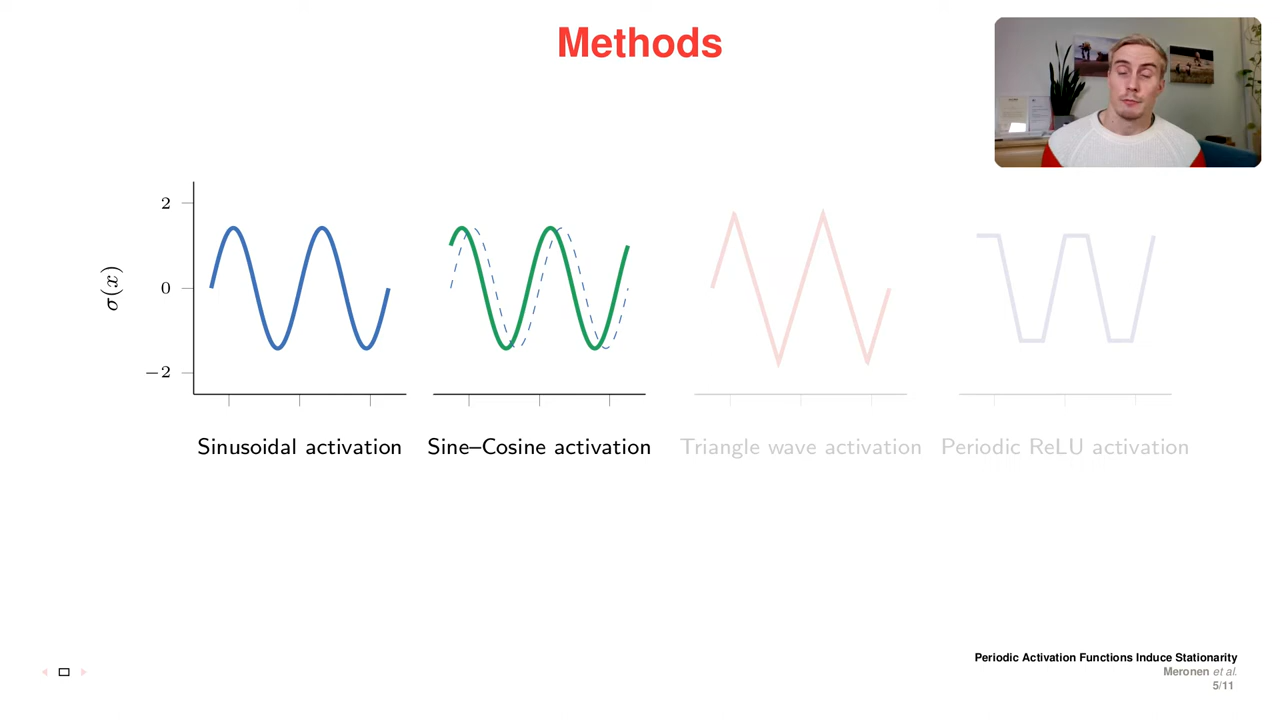 Methods
2
0
−2
σ(x)
Sinusoidal activation
Sine–Cosine activation
Triangle wave activation
Periodic ReLU activation
Periodic Activation Functions Induce Stationarity
Meronen et al.
5/11